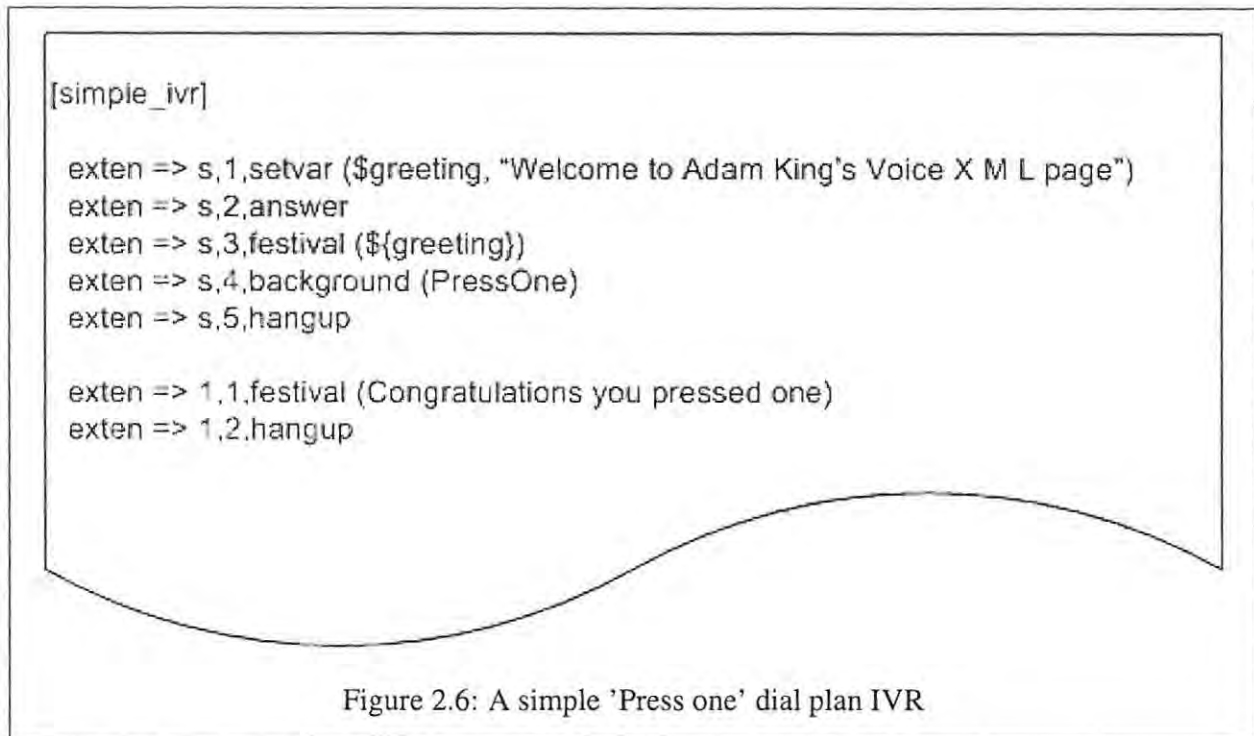 [simple_ivr]
exten => s,1,setvar ($greeting, “Welcome to Adam King's Voice X M L page”)
exten => s,2,answer
exten => s,3,festival (${greeting})
exten => s,4,background (PressOne)
exten => s,5,hangup
exten => 1,1,festival (Congratulations you pressed one)
exten => 1,2,hangup
Figure 2.6: A simple 'Press one' dial plan IVR